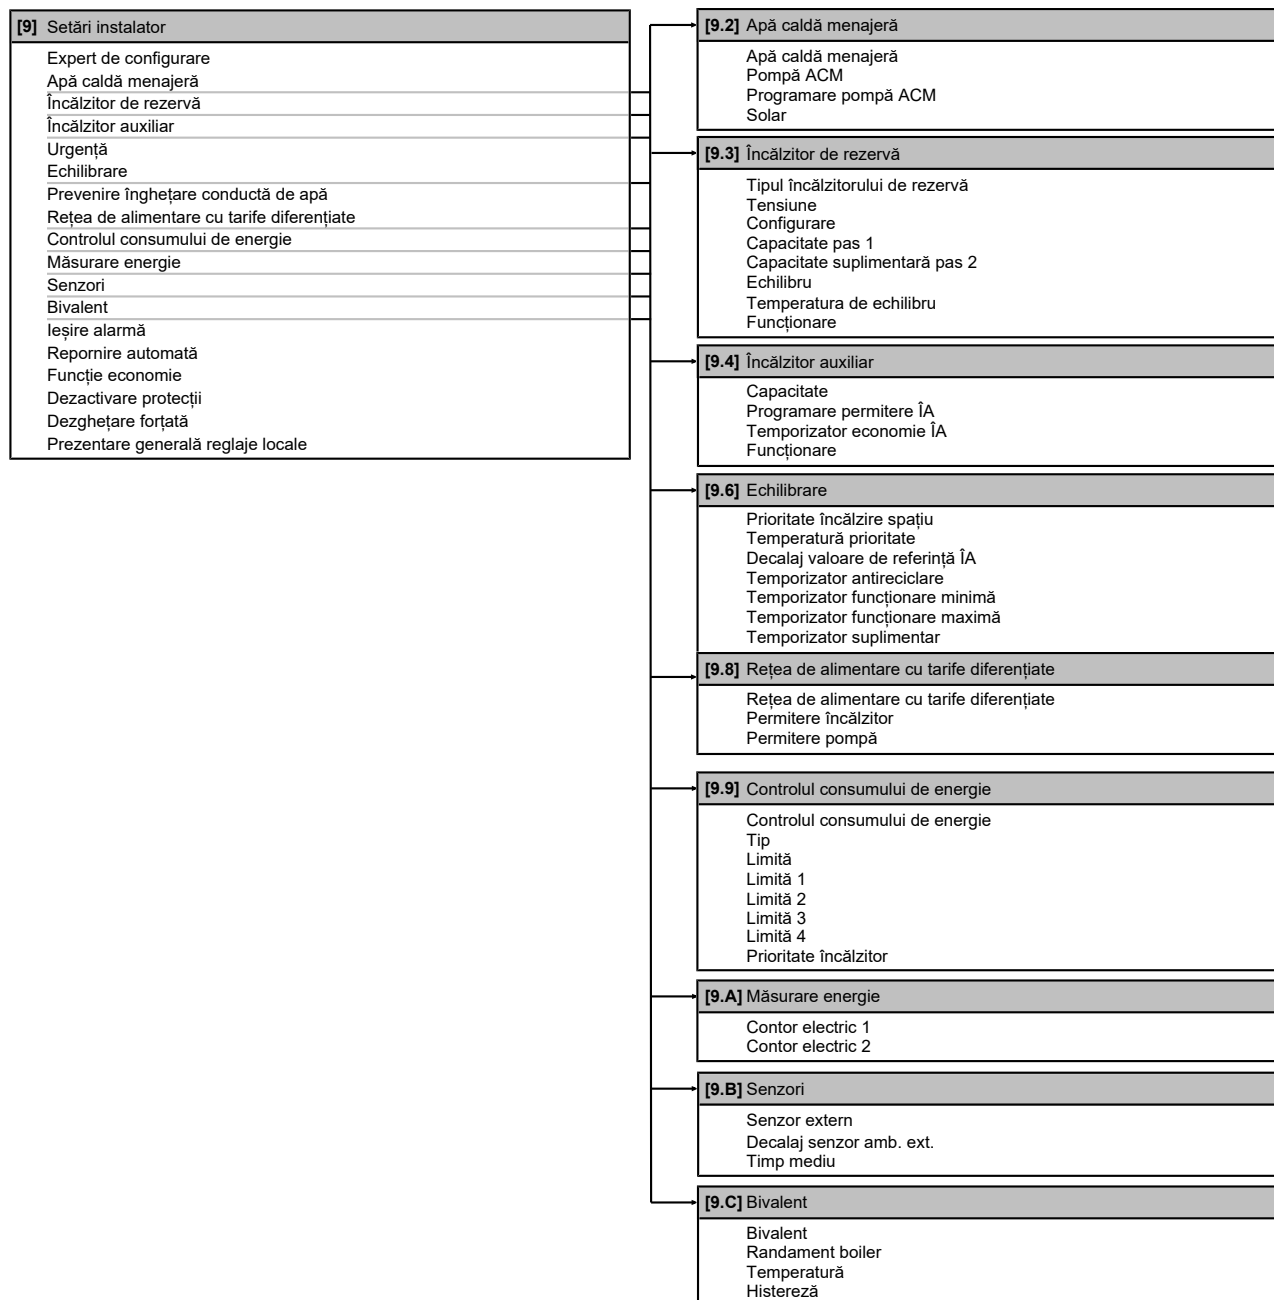 [9] Setări instalator
Expert de configurare
Apă caldă menajeră
Încălzitor de rezervă
Încălzitor auxiliar
Urgență
Echilibrare
Prevenire înghețare conductă de apă
Rețea de alimentare cu tarife diferențiate
Controlul consumului de energie
Măsurare energie
Senzori
Bivalent
Ieșire alarmă
Repornire automată
Funcție economie
Dezactivare protecții
Dezghețare forțată
Prezentare generală reglaje locale
[9.2] Apă caldă menajeră
Apă caldă menajeră
Pompă ACM
Programare pompă ACM
Solar
[9.3] Încălzitor de rezervă
Tipul încălzitorului de rezervă
Tensiune
Configurare
Capacitate pas 1
Capacitate suplimentară pas 2
Echilibru
Temperatura de echilibru
Funcționare
[9.4] Încălzitor auxiliar
Capacitate
Programare permitere ÎA
Temporizator economie ÎA
Funcționare
[9.6] Echilibrare
Prioritate încălzire spațiu
Temperatură prioritate
Decalaj valoare de referință ÎA
Temporizator antireciclare
Temporizator funcționare minimă
Temporizator funcționare maximă
Temporizator suplimentar
[9.8] Rețea de alimentare cu tarife diferențiate
Rețea de alimentare cu tarife diferențiate
Permitere încălzitor
Permitere pompă
[9.9] Controlul consumului de energie
Controlul consumului de energie
Tip
Limită
Limită 1
Limită 2
Limită 3
Limită 4
Prioritate încălzitor
[9.A] Măsurare energie
Contor electric 1
Contor electric 2
[9.B] Senzori
Senzor extern
Decalaj senzor amb. ext.
Timp mediu
[9.C] Bivalent
Bivalent
Randament boiler
Temperatură
Histereză